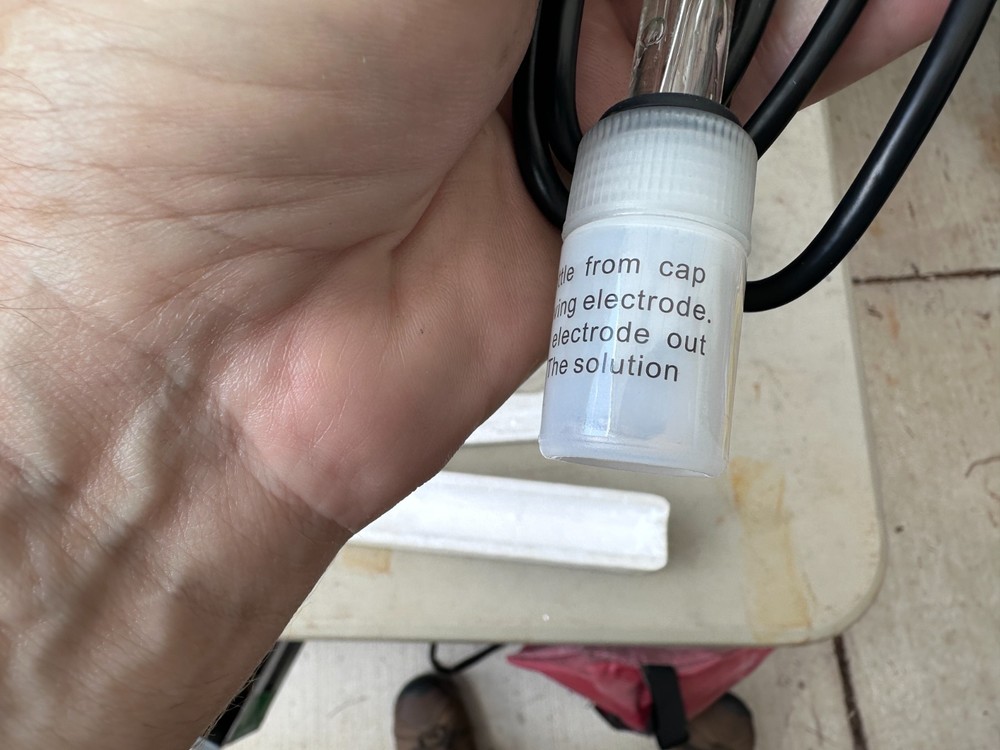 from cap
electrode.
electrode out
The solution